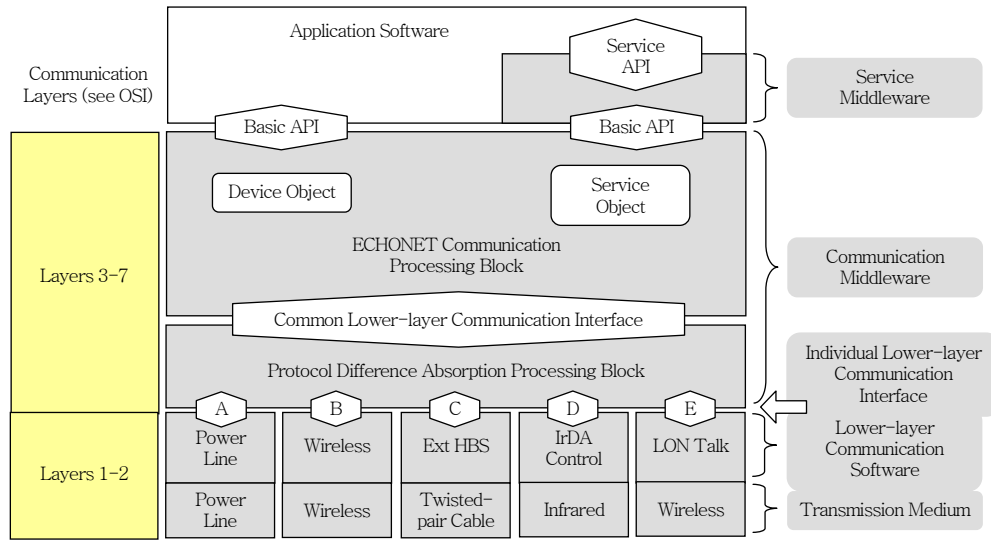 Application Software
Service
API
Communication
Layers (see OSI)
Service
Middleware
Basic API
Basic API
Device Object
Service
Object
ECHONET Communication
Processing Block
Layers 3-7
Communication
Middleware
Common Lower-layer Communication Interface
Protocol Difference Absorption Processing Block
Individual Lower-layer
Communication
Interface
A
B
C
D
E
Layers 1-2
Power
Line
Wireless
Ext HBS
IrDA
Control
LON Talk
Lower-layer
Communication
Software
Power
Line
Wireless
Twisted-
pair Cable
Infrared
Wireless
Transmission Medium